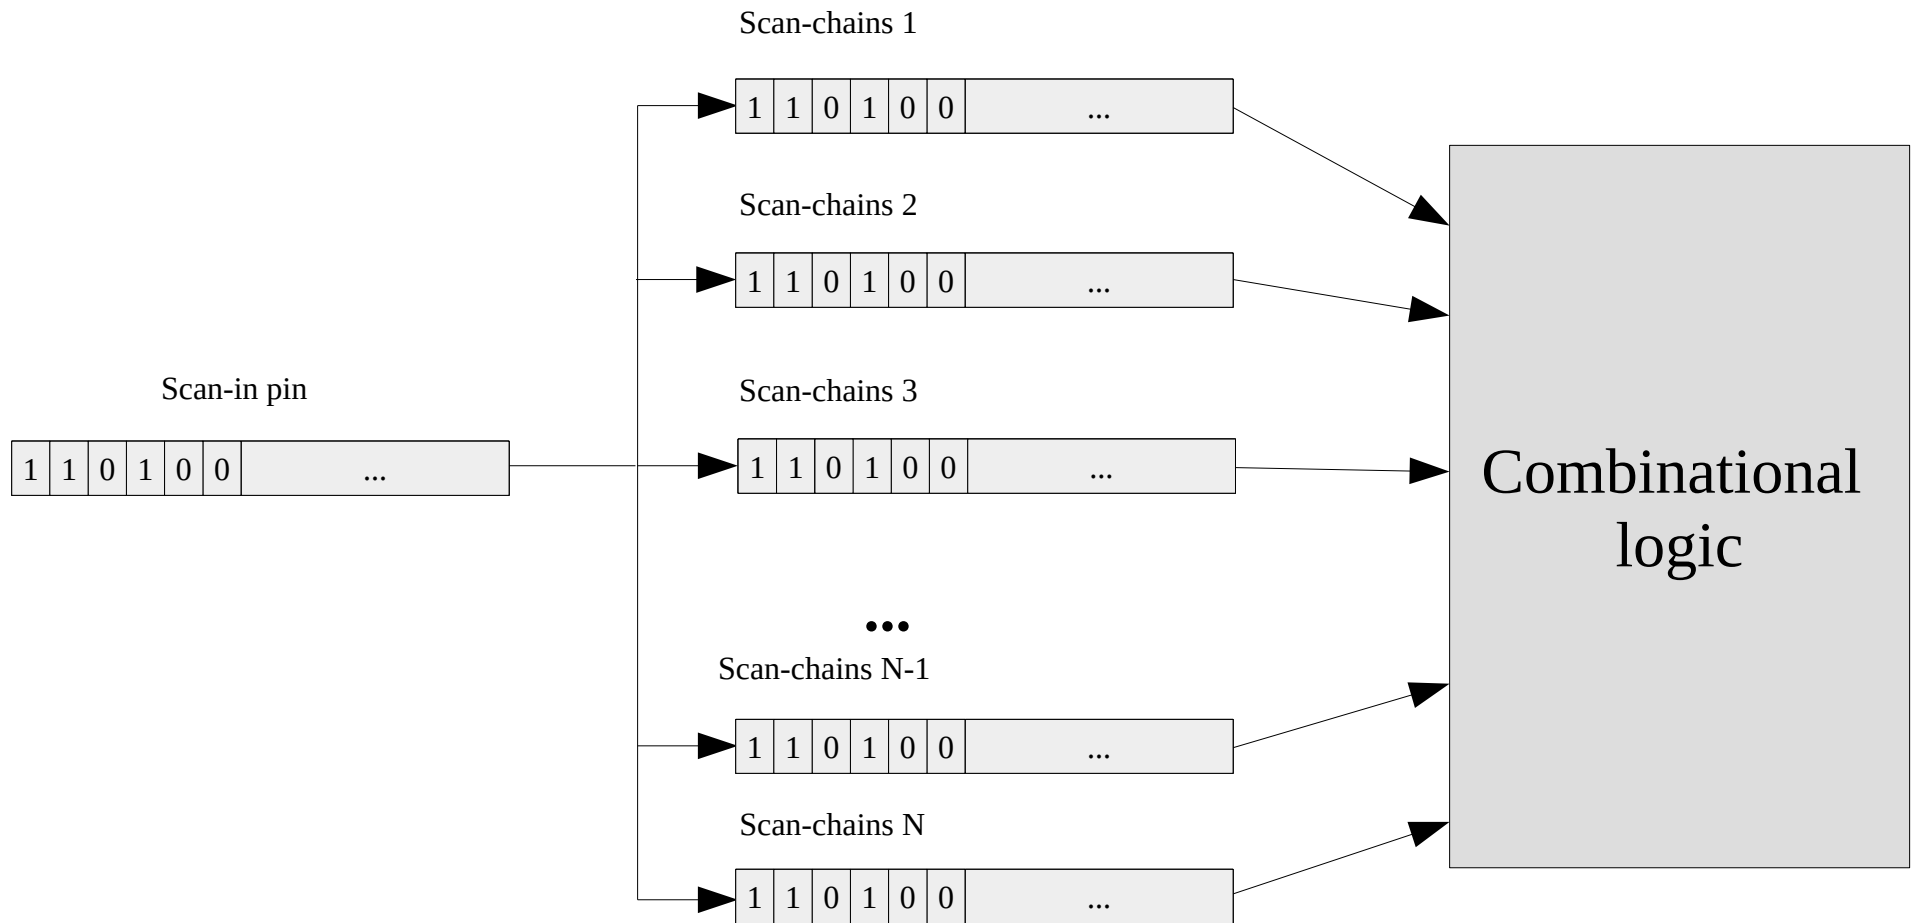 Scan-chains 1
1 1 0 1 0 0 ...
Scan-chains 2
1 1 0 1 0 0 ...
Scan-in pin
1 1 0 1 0 0 ...
Scan-chains 3
1 1 0 1 0 0 ...
...
Scan-chains N-1
1 1 0 1 0 0 ...
Scan-chains N
1 1 0 1 0 0 ...
Combinational
logic